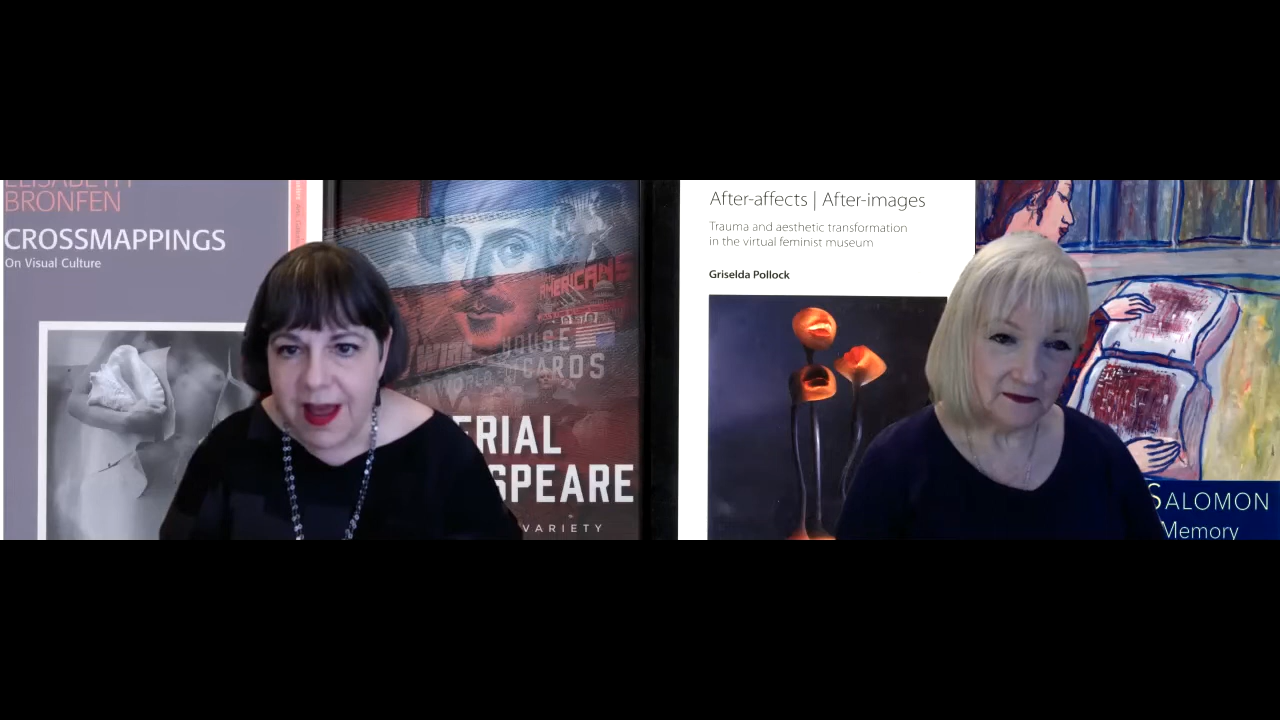 ELISABETH
BRONFEN
CROSSMAPPINGS
On Visual Culture
AMERICANS
HOUSE
CARDS
ERIAL
SPEARE
VARIETY
After-affects | After-images
Trauma and aesthetic transformation
in the virtual feminist museum
Griselda Pollock
SALOMON
Memory